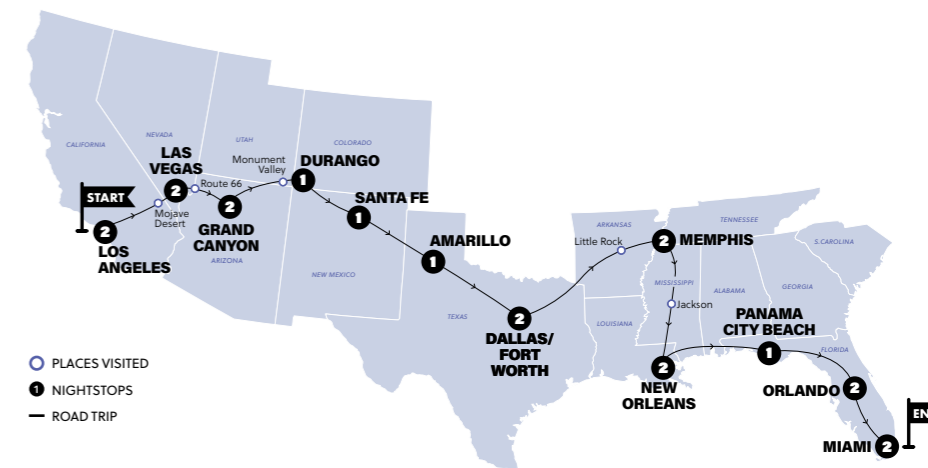 CALIFORNIA
NEVADA
UTAH
COLORADO
LAS
VEGAS
2
Route 66
Monument
Valley
DURANGO
1
START
2
LOS
ANGELES
Mojave
Desert
2
GRAND
CANYON
ARIZONA
SANTA FE
1
NEW MEXICO
AMARILLO
1
TEXAS
2
DALLAS/
FORT
WORTH
ARKANSAS
Little Rock
2
MEMPHIS
TENNESSEE
S.CAROLINA
MISSISSIPPI
Jackson
ALABAMA
GEORGIA
LOUISIANA
2
NEW
ORLEANS
PANAMA
CITY BEACH
1
FLORIDA
ORLANDO
2
MIAMI
2
EN
PLACES VISITED
1 NIGHTSTOPS
ROAD TRIP